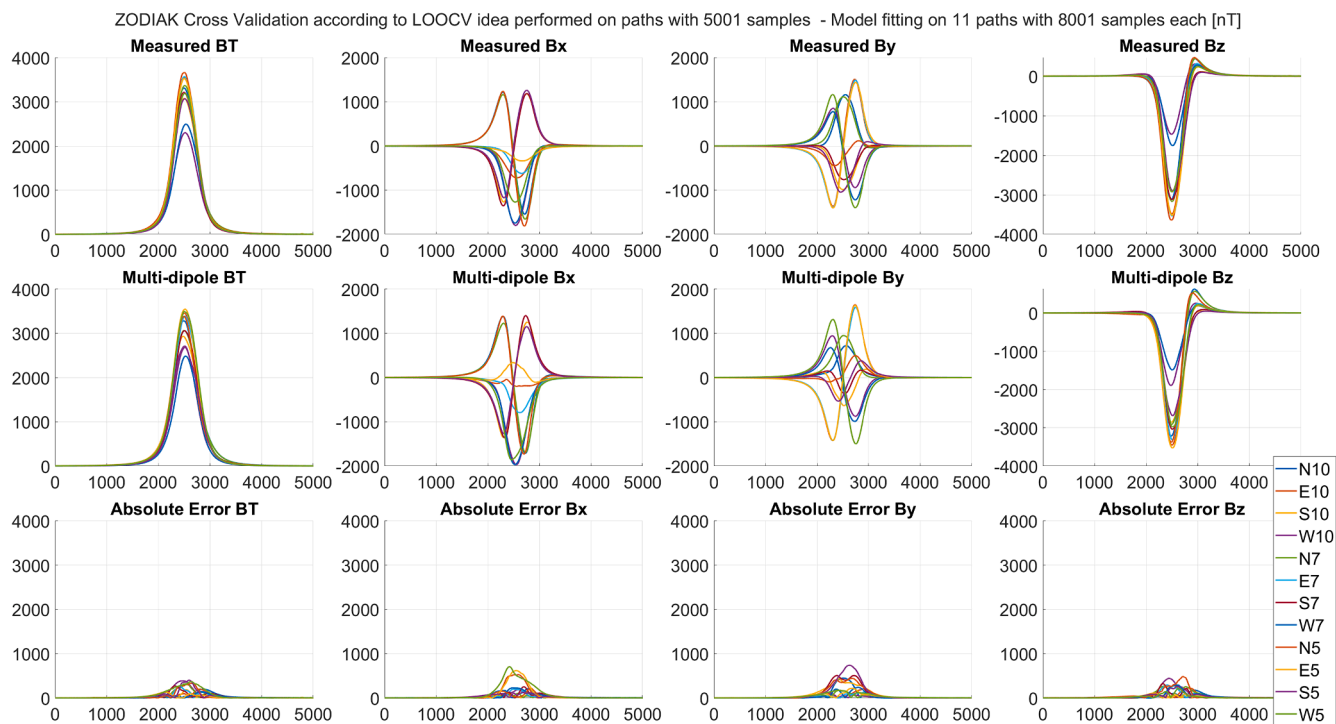 ZODIAK Cross Validation according to LOOCV idea performed on paths with 5001 samples - Model fitting on 11 paths with 8001 samples each [nT]
Measured BT
Measured Bx
Measured By
Measured Bz
4000
3000
2000
1000
0
0 1000 2000 3000 4000 5000
2000
1000
0
-1000
-2000
0 1000 2000 3000 4000 5000
2000
1000
0
-1000
-2000
0 1000 2000 3000 4000 5000
0
-1000
-2000
-3000
-4000
0 1000 2000 3000 4000 5000
Multi-dipole BT
Multi-dipole Bx
Multi-dipole By
Multi-dipole Bz
4000
3000
2000
1000
0
0 1000 2000 3000 4000 5000
2000
1000
0
-1000
-2000
0 1000 2000 3000 4000 5000
2000
1000
0
-1000
-2000
0 1000 2000 3000 4000 5000
0
-1000
-2000
-3000
-4000
0 1000 2000 3000 4000
Absolute Error BT
Absolute Error Bx
Absolute Error By
Absolute Error Bz
4000
3000
2000
1000
0
0 1000 2000 3000 4000 5000
4000
3000
2000
1000
0
0 1000 2000 3000 4000 5000
4000
3000
2000
1000
0
0 1000 2000 3000 4000 5000
4000
3000
2000
1000
0
0 1000 2000 3000 4000
N10
E10
S10
W10
N7
E7
S7
W7
N5
E5
S5
W5